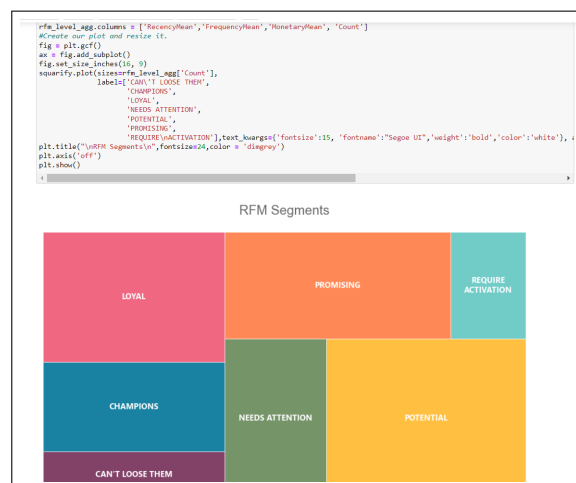 rfm_level_agg.columns = ['RecencyMean','FrequencyMean','MonetaryMean', 'Count']
#Create our plot and resize it.
fig = plt.gcf()
ax = fig.add_subplot()
fig.set_size_inches(16, 9)
squarify.plot(sizes=rfm_level_agg['Count'],
label=['CAN\'T LOOSE THEM',
'CHAMPIONS',
'LOYAL',
'NEEDS ATTENTION',
'POTENTIAL',
'PROMISING',
'REQUIRE\nACTIVATION'],text_kwargs={'fontsize':15, 'fontname':"Segoe UI",'weight':'bold','color':'white'}, a
plt.title("\nRFM Segments\n",fontsize=24,color = 'dimgrey')
plt.axis('off')
plt.show()
RFM Segments
LOYAL
PROMISING
REQUIRE
ACTIVATION
CHAMPIONS
NEEDS ATTENTION
POTENTIAL
CAN'T LOOSE THEM